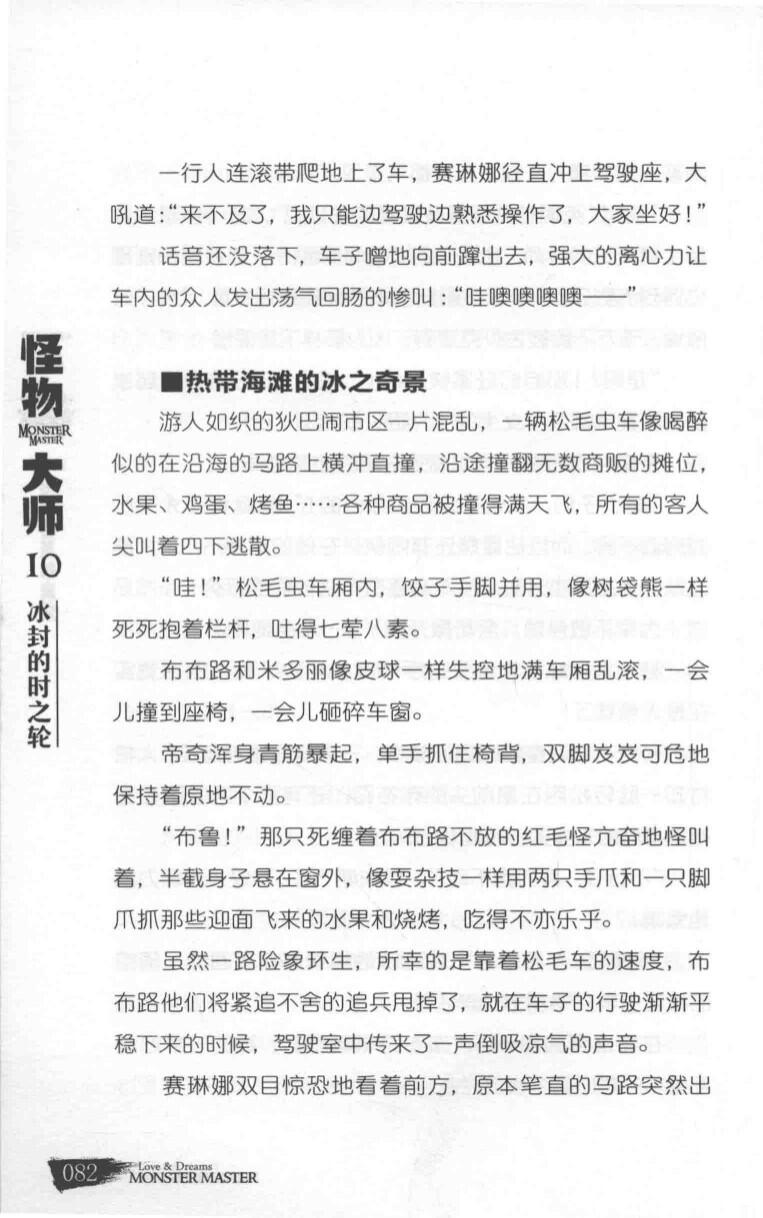 一行人连滚带爬地上了车，赛琳娜径直冲上驾驶座，大
吼道：“来不及了，我只能边驾驶边熟悉操作了，大家坐好！”
话音还没落下，车子噌地向前蹿出去，强大的离心力让
车内的众人发出荡气回肠的惨叫：“哇噢噢噢噢——”
■热带海滩的冰之奇景
游人如织的狄巴闹市区一片混乱，一辆松毛虫车像喝醉
似的在沿海的马路上横冲直撞，沿途撞翻无数商贩的摊位，
水果、鸡蛋、烤鱼……各种商品被撞得满天飞，所有的客人
尖叫着四下逃散。
“哇！”松毛虫车厢内，饺子手脚并用，像树袋熊一样
死死抱着栏杆，吐得七荤八素。
布布路和米多丽像皮球一样失控地满车厢乱滚，一会
儿撞到座椅，一会儿砸碎车窗。
帝奇浑身青筋暴起，单手抓住椅背，双脚岌岌可危地
保持着原地不动。
“布鲁！”那只死缠着布布路不放的红毛怪亢奋地怪叫
着，半截身子悬在窗外，像耍杂技一样用两只手爪和一只脚
爪抓那些迎面飞来的水果和烧烤，吃得不亦乐乎。
虽然一路险象环生，所幸的是靠着松毛车的速度，布
布路他们将紧追不舍的追兵甩掉了，就在车子的行驶渐渐平
稳下来的时候，驾驶室中传来了一声倒吸凉气的声音。
赛琳娜双目惊恐地看着前方，原本笔直的马路突然出
怪物
MONSTER
MASTER
大师
10
冰封的时之轮
082
Love & Dreams
MONSTER MASTER